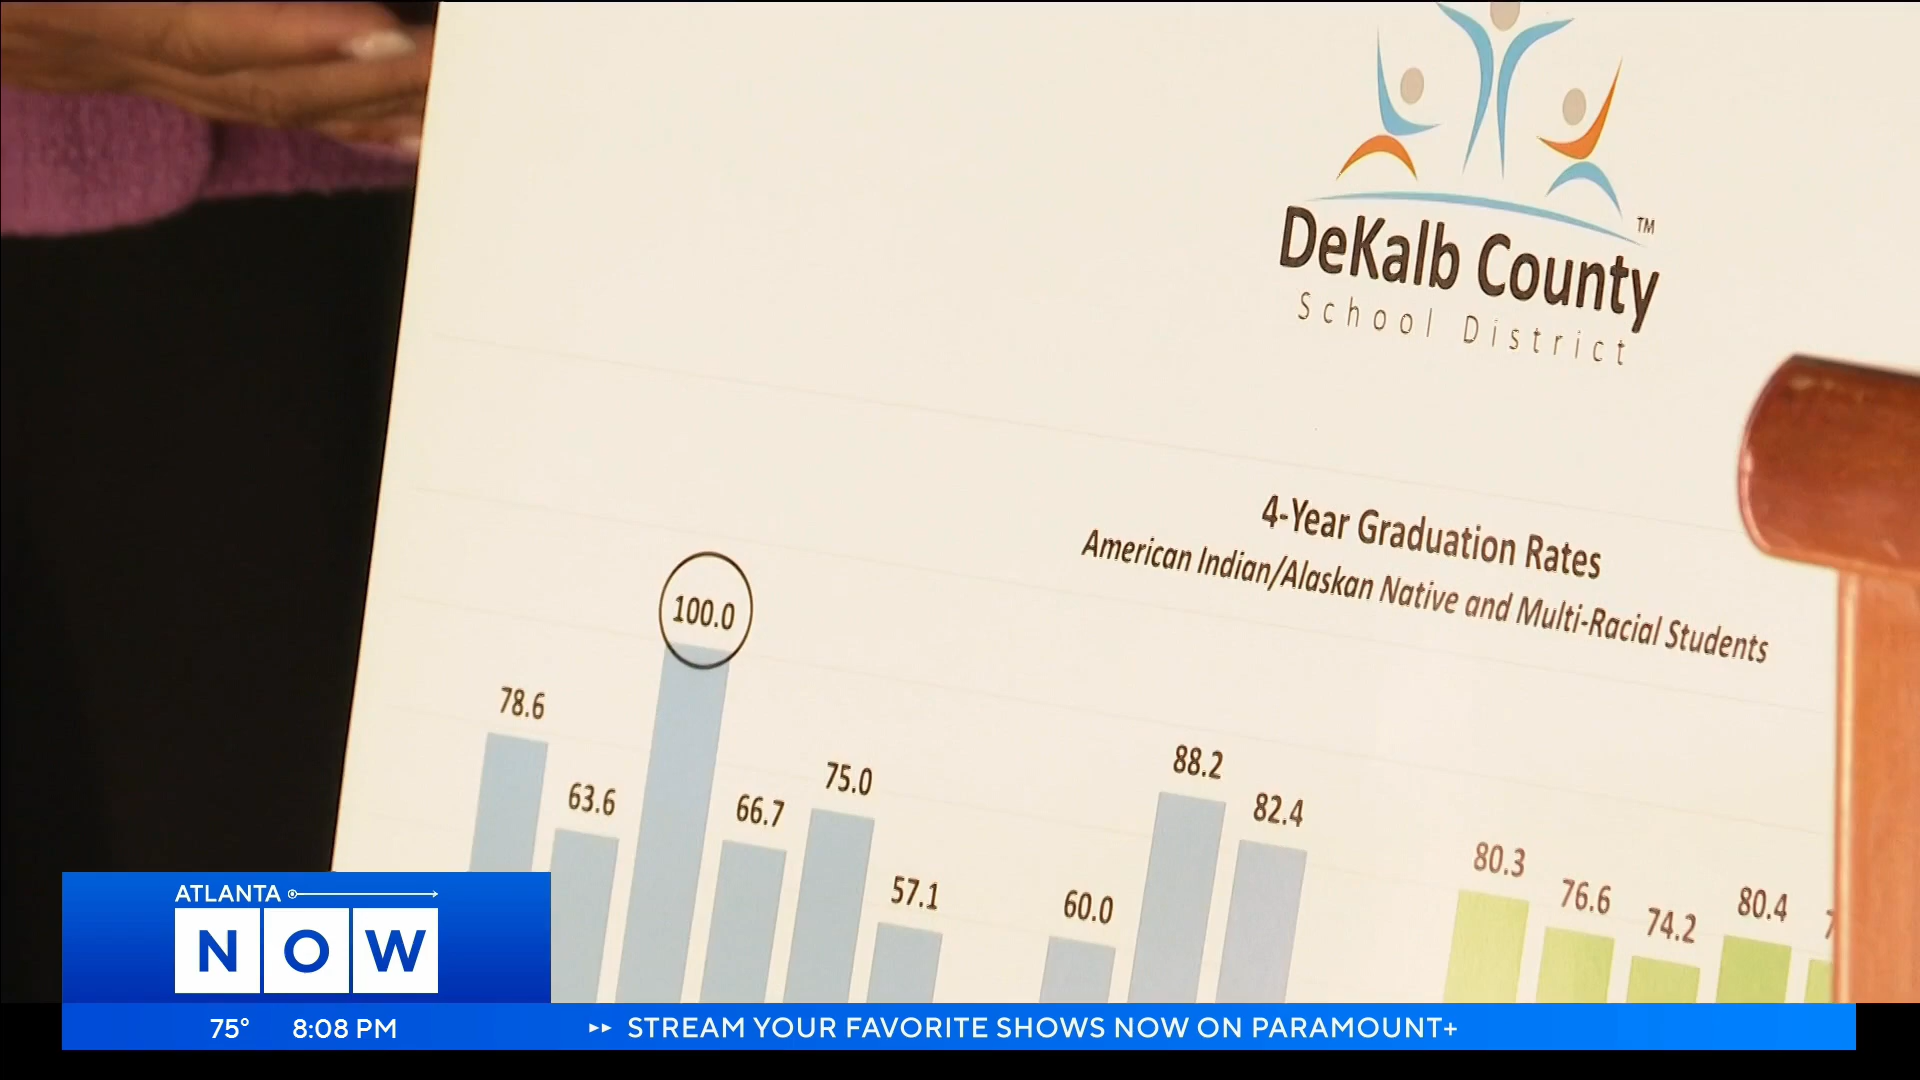 TM
DeKalb County
School District
4-Year Graduation Rates
American Indian/Alaskan Native and Multi-Racial Students
100.0
78.6
63.6
66.7
75.0
57.1
60.0
88.2
82.4
80.3
76.6
74.2
80.4
ATLANTA
NOW
75° 8:08 PM
STREAM YOUR FAVORITE SHOWS NOW ON PARAMOUNT+